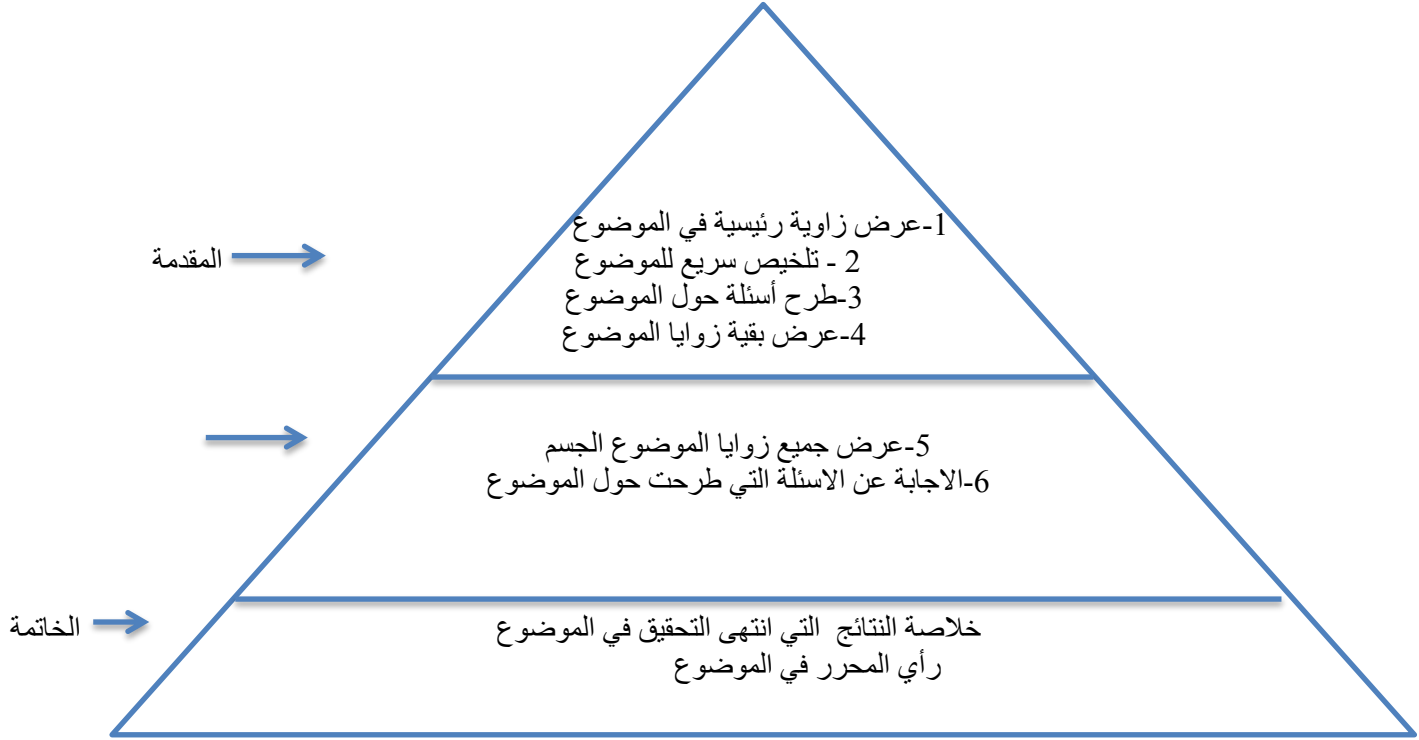 1-عرض زاوية رئيسية في الموضوع
المقدمة
2 - تلخيص سريع للموضوع
3-طرح أسئلة حول الموضوع
4-عرض بقية زوايا الموضوع
5-عرض جميع زوايا الموضوع الجسم
6-الاجابة عن الاسئلة التي طرحت حول الموضوع
خلاصة النتائج التي انتهى التحقيق في الموضوع
الخاتمة
رأي المحرر في الموضوع